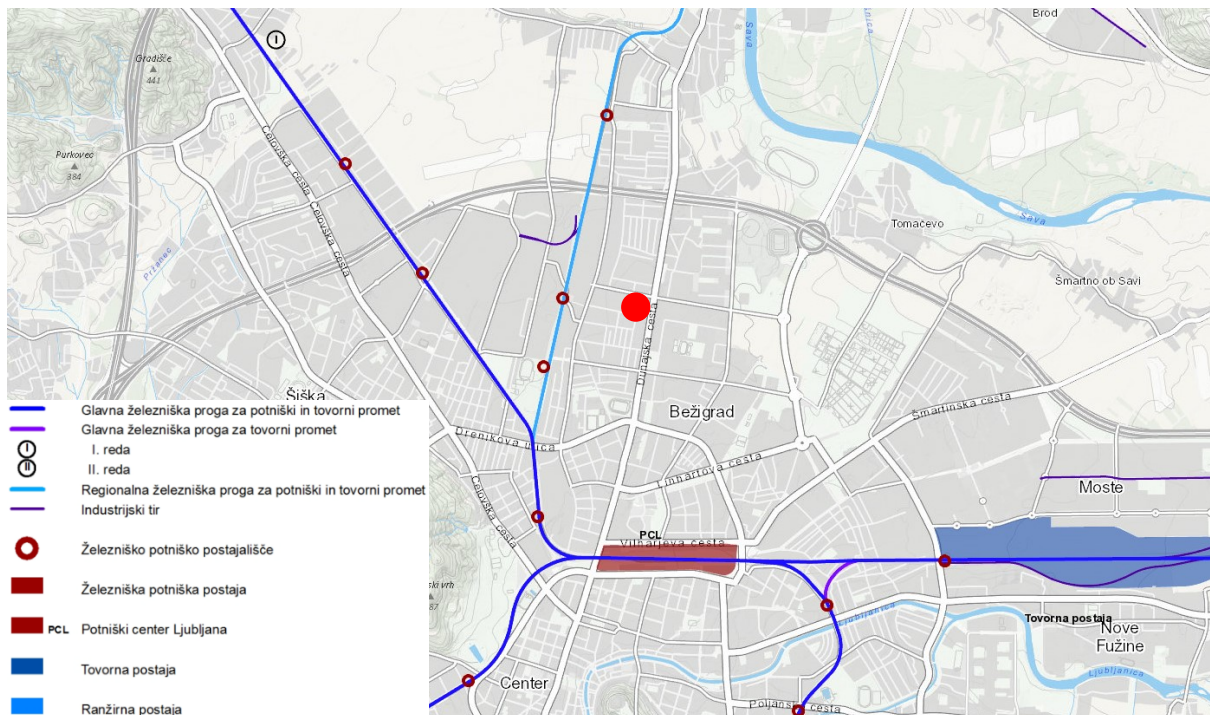 Brod
Sava
Gradišče
441
I
Purkovec
384
Celovška cesta
Celovška cesta
Pržanec
Sava
Tomačevo
Šmartno ob Savi
Dunajska cesta
Šiška
Bežigrad
Šmartinska cesta
Drenikova ulica
Linhartova cesta
Celovška cesta
Moste
PCL
Vilharjeva cesta
Ljubljanica
Tovorna postaja
Nove
Fužine
Ljubljanica
Center
Poljanska cesta
Glavna železniška proga za potniški in tovorni promet
Glavna železniška proga za tovorni promet
I I. reda
II II. reda
Regionalna železniška proga za potniški in tovorni promet
Industrijski tir
Železniško potniško postajališče
Železniška potniška postaja
PCL Potniški center Ljubljana
Tovorna postaja
Ranžirna postaja